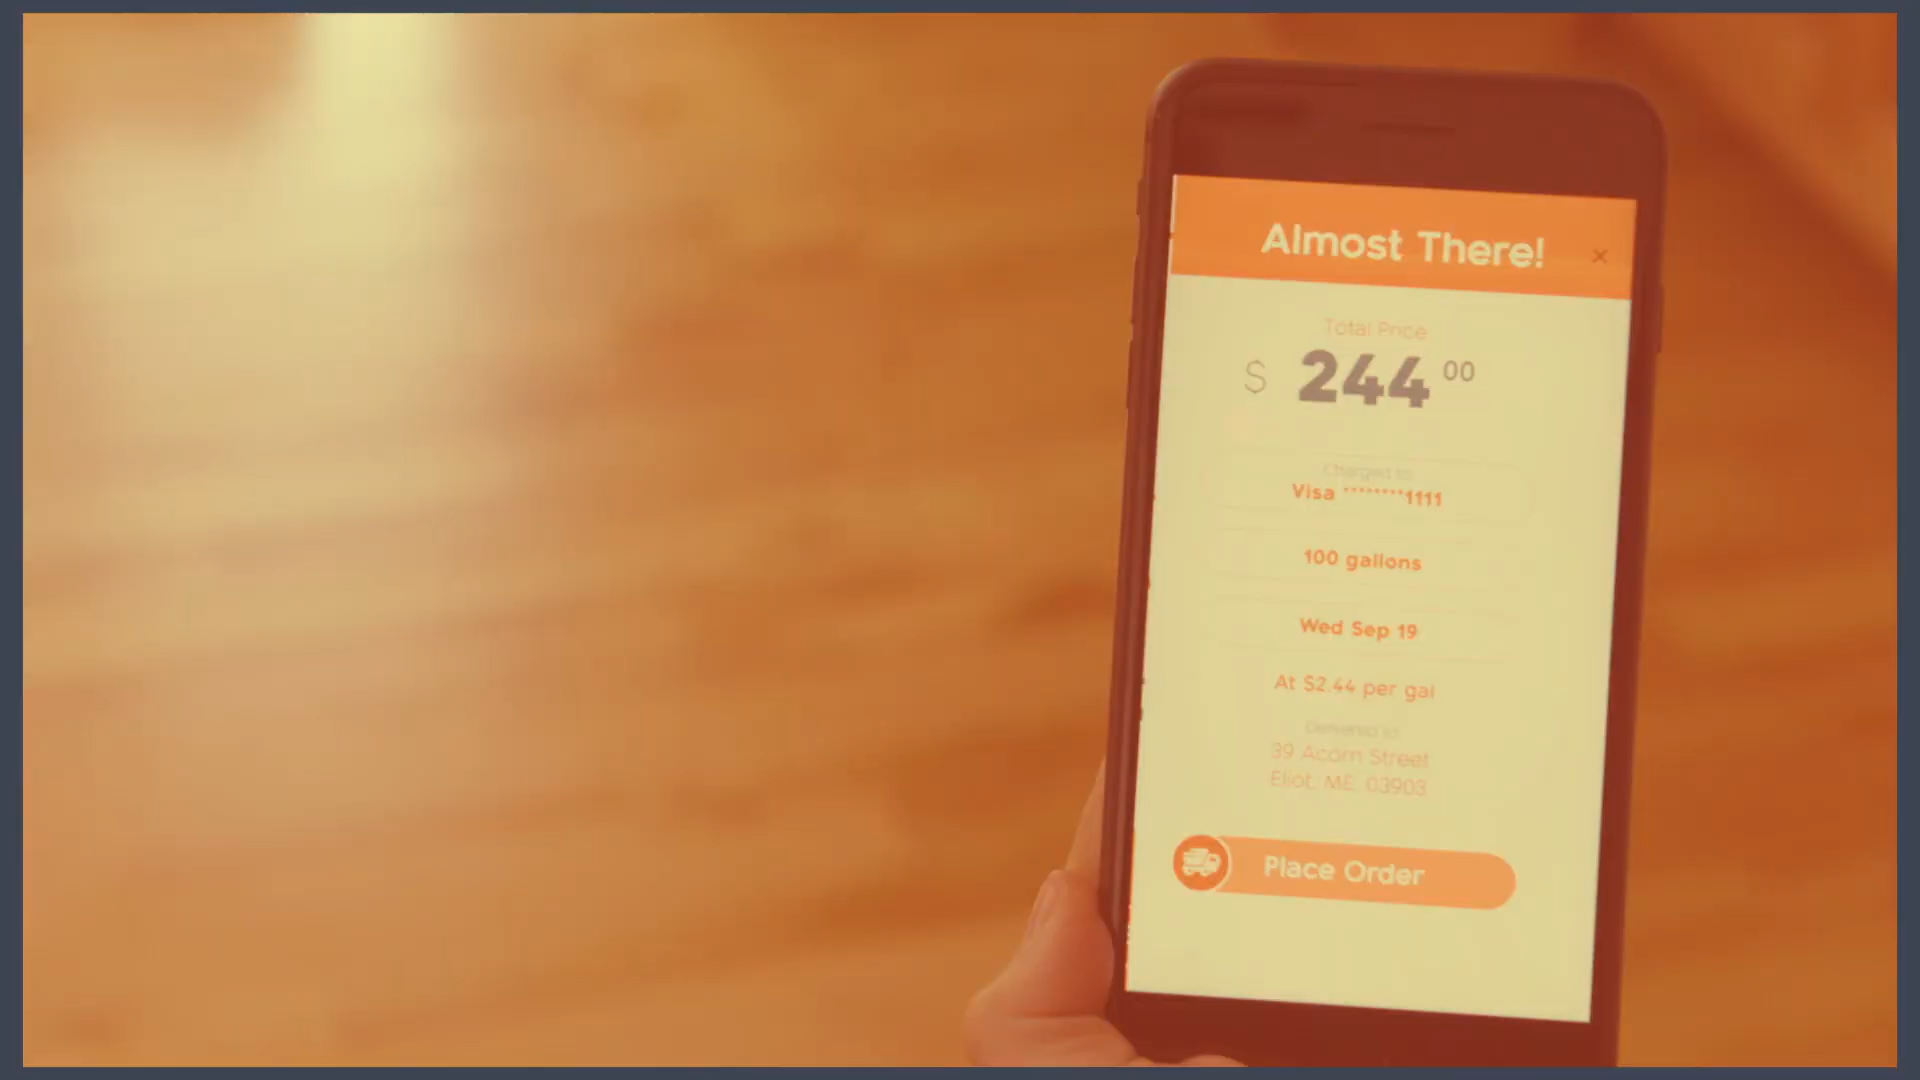 Almost There!
×
Total Price
$ 244 00
Charged to:
Visa ********1111
100 gallons
Wed Sep 19
At $2.44 per gal
Delivered to:
39 Acorn Street
Eliot, ME, 03903
Place Order